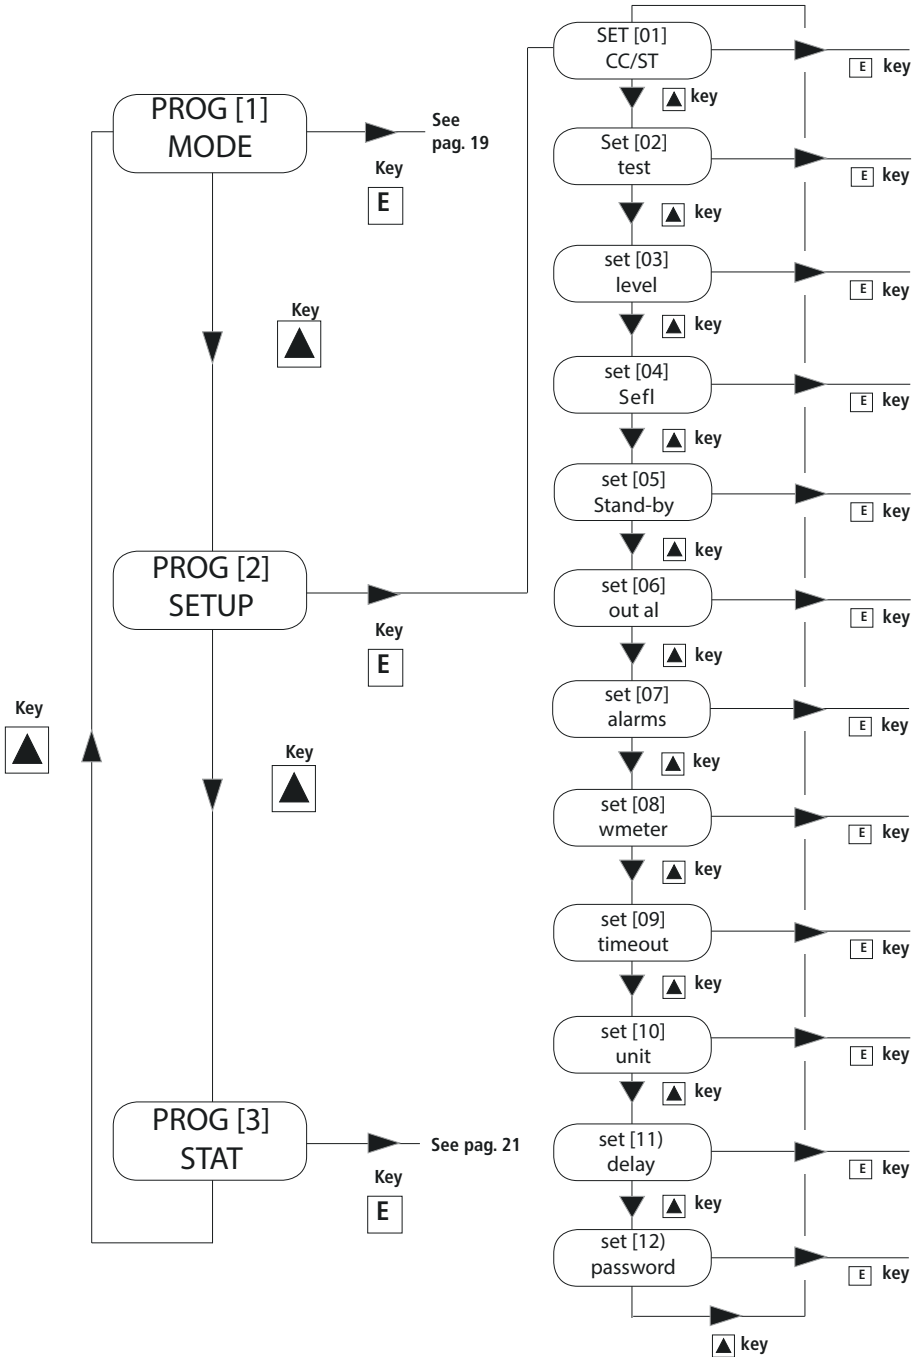 PROG [1]
MODE
See
pag. 19
Key
E
Key
PROG [2]
SETUP
Key
E
Key
Key
PROG [3]
STAT
See pag. 21
Key
E
SET [01]
CC/ST
E key
key
Set [02]
test
E key
key
set [03]
level
E key
key
set [04]
Sefl
E key
key
set [05]
Stand-by
E key
key
set [06]
out al
E key
key
set [07]
alarms
E key
key
set [08]
wmeter
E key
key
set [09]
timeout
E key
key
set [10]
unit
E key
key
set [11)
delay
E key
key
set [12)
password
E key
key